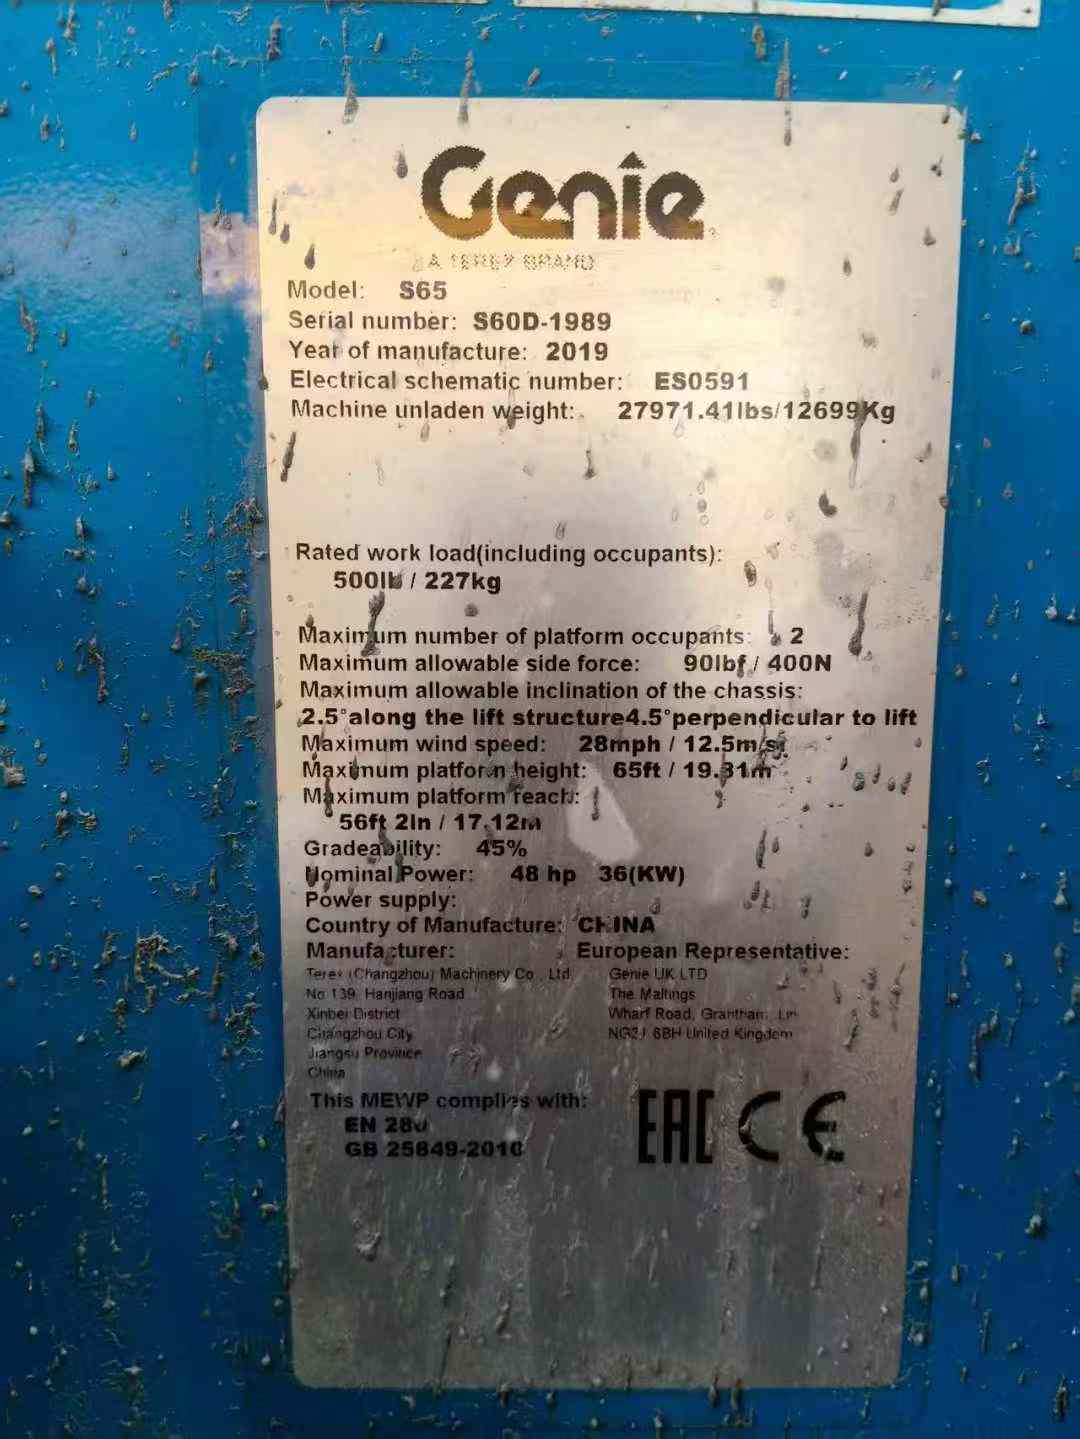 Genie
A TEREX BRAND
Model: S65
Serial number: S60D-1989
Year of manufacture: 2019
Electrical schematic number: ES0591
Machine unladen weight: 27971.41lbs/12699Kg
Rated work load(including occupants):
500lb / 227kg
Maximum number of platform occupants: 2
Maximum allowable side force: 90lbf / 400N
Maximum allowable inclination of the chassis:
2.5°along the lift structure4.5°perpendicular to lift
Maximum wind speed: 28mph / 12.5m/s
Maximum platform height: 65ft / 19.81m
Maximum platform reach:
56ft 2In / 17.12m
Gradeability: 45%
Nominal Power: 48 hp 36(KW)
Power supply:
Country of Manufacture: CHINA
Manufacturer: European Representative:
Terex (Changzhou) Machinery Co., Ltd. Genie UK LTD
No 139, Hanjiang Road The Maltings
Xinbei District Wharf Road, Grantham,
Changzhou City NG31 6BH United Kingdom
Jiangsu Province
China
This MEWP complies with:
EN 280
GB 25849-2010
EAC CE